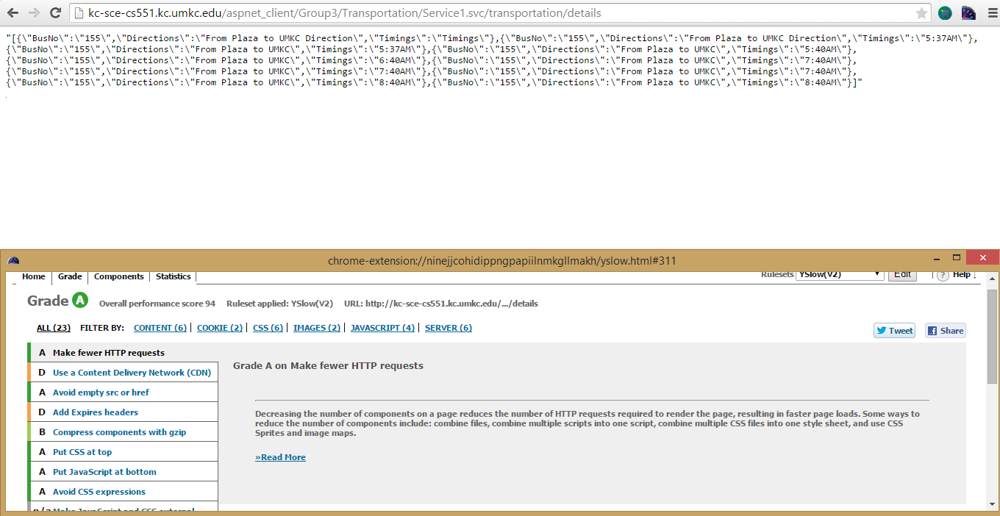 kc-sce-cs551.kc.umkc.edu/aspnet_client/Group3/Transportation/Service1.svc/transportation/details
"[{\"BusNo\":\"155\",\"Directions\":\"From Plaza to UMKC Direction\",\"Timings\":\"Timings\"},{\"BusNo\":\"155\",\"Directions\":\"From Plaza to UMKC Direction\",\"Timings\":\"5:37AM\"},
{\"BusNo\":\"155\",\"Directions\":\"From Plaza to UMKC\",\"Timings\":\"5:37AM\"},{\"BusNo\":\"155\",\"Directions\":\"From Plaza to UMKC\",\"Timings\":\"5:40AM\"},
{\"BusNo\":\"155\",\"Directions\":\"From Plaza to UMKC\",\"Timings\":\"6:40AM\"},{\"BusNo\":\"155\",\"Directions\":\"From Plaza to UMKC\",\"Timings\":\"7:40AM\"},
{\"BusNo\":\"155\",\"Directions\":\"From Plaza to UMKC\",\"Timings\":\"7:40AM\"},{\"BusNo\":\"155\",\"Directions\":\"From Plaza to UMKC\",\"Timings\":\"7:40AM\"},
{\"BusNo\":\"155\",\"Directions\":\"From Plaza to UMKC\",\"Timings\":\"8:40AM\"},{\"BusNo\":\"155\",\"Directions\":\"From Plaza to UMKC\",\"Timings\":\"8:40AM\"}]"
chrome-extension://ninejjcohidippngpapiilnmkgllmakh/yslow.html#311
Home Grade Components Statistics Rulesets YSlow(V2) Edit ? Help ↓
Grade A Overall performance score 94 Ruleset applied: YSlow(V2) URL: http://kc-sce-cs551.kc.umkc.edu/.../details
ALL (23) FILTER BY: CONTENT (6) | COOKIE (2) | CSS (6) | IMAGES (2) | JAVASCRIPT (4) | SERVER (6)
Tweet Share
A Make fewer HTTP requests
D Use a Content Delivery Network (CDN)
A Avoid empty src or href
D Add Expires headers
B Compress components with gzip
A Put CSS at top
A Put JavaScript at bottom
A Avoid CSS expressions
n/a Make JavaScript and CSS external
Grade A on Make fewer HTTP requests
Decreasing the number of components on a page reduces the number of HTTP requests required to render the page, resulting in faster page loads. Some ways to
reduce the number of components include: combine files, combine multiple scripts into one script, combine multiple CSS files into one style sheet, and use CSS
Sprites and image maps.
»Read More